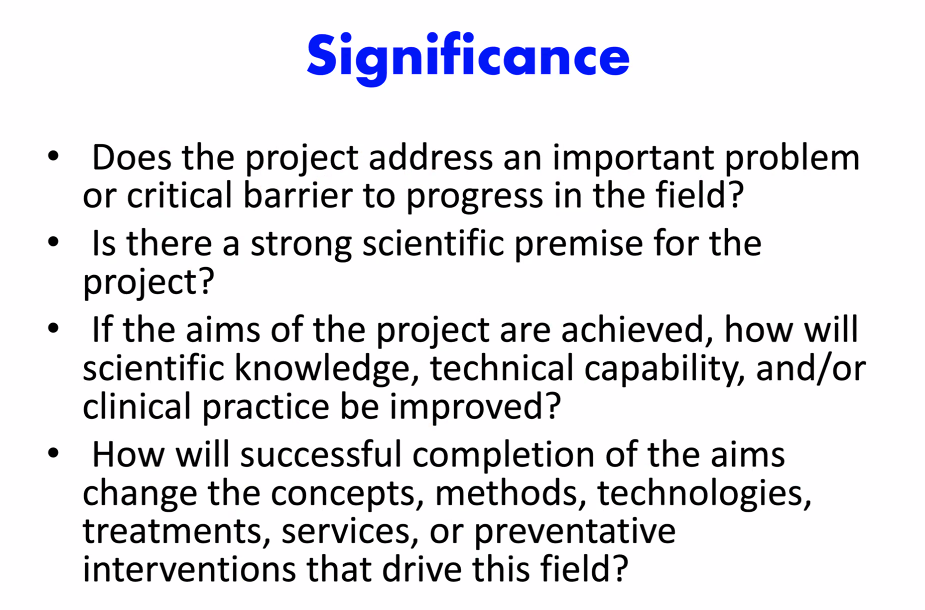 Significance
• Does the project address an important problem
or critical barrier to progress in the field?
• Is there a strong scientific premise for the
project?
• If the aims of the project are achieved, how will
scientific knowledge, technical capability, and/or
clinical practice be improved?
• How will successful completion of the aims
change the concepts, methods, technologies,
treatments, services, or preventative
interventions that drive this field?